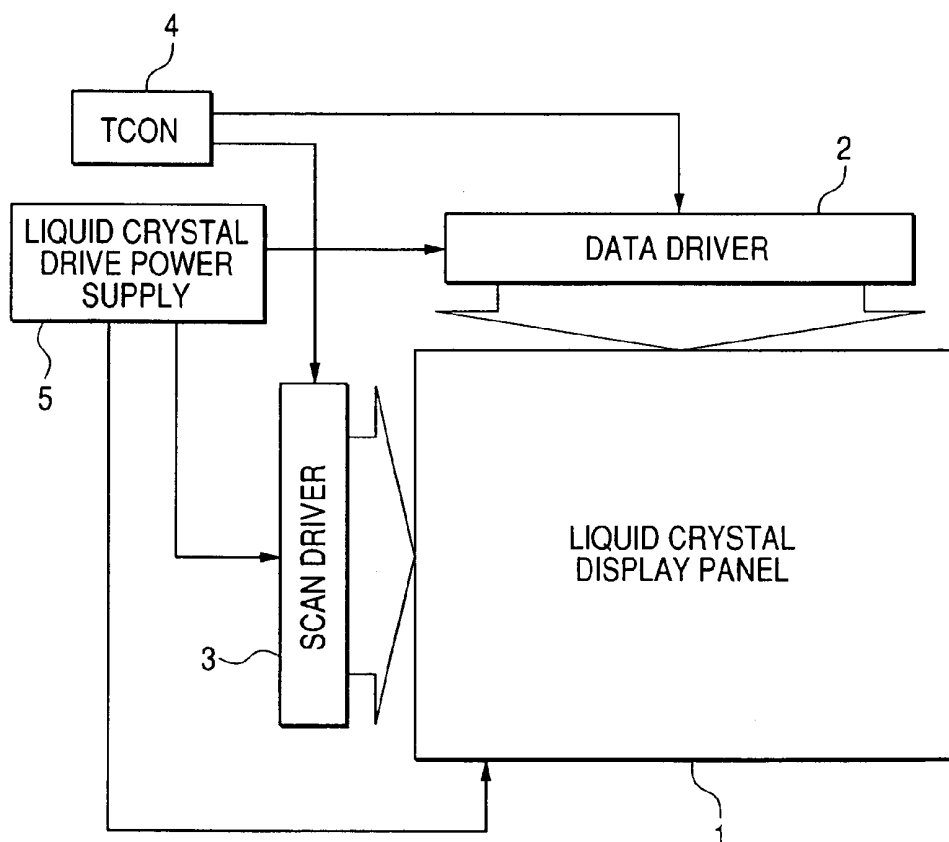 4
TCON
2
LIQUID CRYSTAL
DRIVE POWER
SUPPLY
DATA DRIVER
5
SCAN DRIVER
LIQUID CRYSTAL
DISPLAY PANEL
3
1